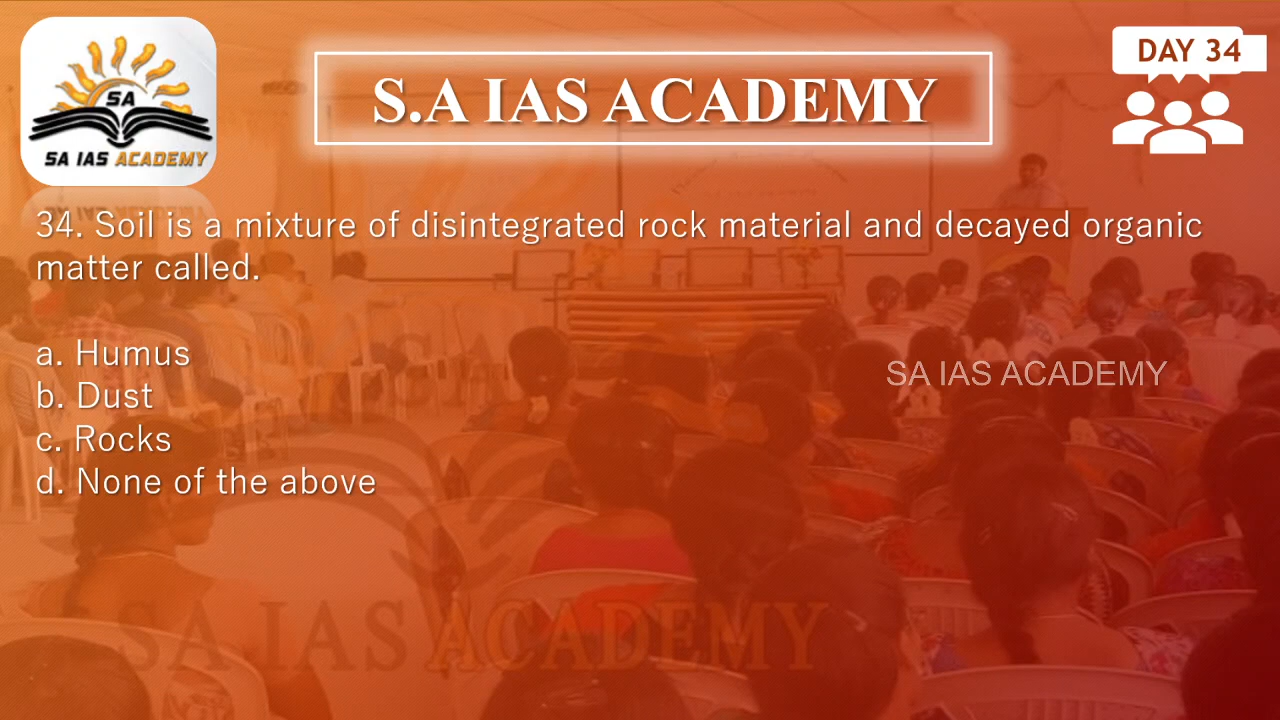 SA
SA IAS ACADEMY
S.A IAS ACADEMY
DAY 34
34. Soil is a mixture of disintegrated rock material and decayed organic
matter called.
a. Humus
b. Dust
c. Rocks
d. None of the above
SA IAS ACADEMY
SA IAS ACADEMY